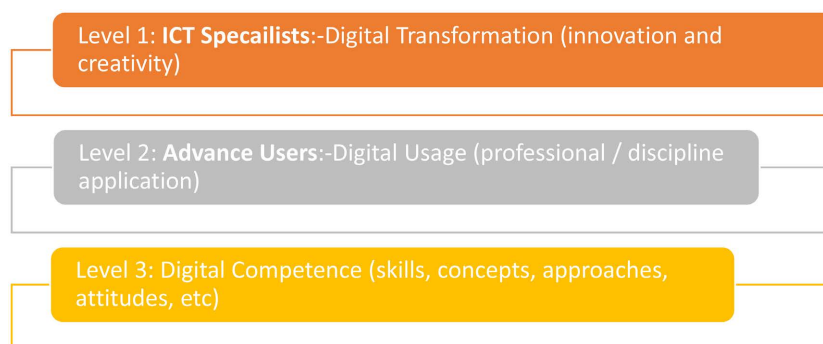 Level 1: ICT Specailists:-Digital Transformation (innovation and
creativity)
Level 2: Advance Users:-Digital Usage (professional / discipline
application)
Level 3: Digital Competence (skills, concepts, approaches,
attitudes, etc)